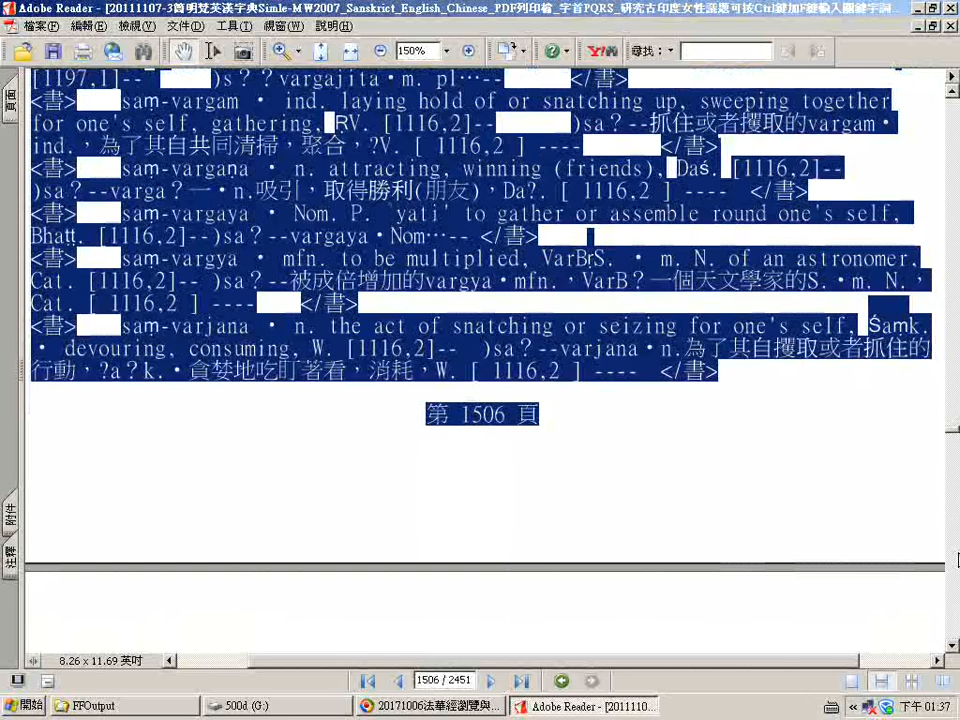 Adobe Reader - [20111107-3簡明梵英漢字典Simle-MW2007_Sanskrict_English_Chinese_PDF列印檔_字首PQRS_研究古印度女性議題可按Ctrl鍵加F鍵輸入關鍵字詞
檔案(F) 編輯(E) 檢視(V) 文件(D) 工具(T) 視窗(W) 說明(H)
150% Y! 尋找：
頁面
[1197,1]-- )s？？vargajita‧m. pl…-- </書>
<書> saṃ-vargam ‧ ind. laying hold of or snatching up, sweeping together
for one's self, gathering, ṚV. [1116,2]-- )sa？--抓住或者攫取的vargam‧
ind.，為了其自共同清掃，聚合，?V. [ 1116,2 ] ---- </書>
<書> saṃ-vargaṇa ‧ n. attracting, winning (friends), Daś. [1116,2]--
)sa？--varga？一‧n.吸引，取得勝利(朋友)，Da?. [ 1116,2 ] ---- </書>
<書> saṃ-vargaya ‧ Nom. P. yati' to gather or assemble round one's self,
Bhaṭṭ. [1116,2]--)sa？--vargaya‧Nom…-- </書>
<書> saṃ-vargya ‧ mfn. to be multiplied, VarBṛS. ‧ m. N. of an astronomer,
Cat. [1116,2]-- )sa？--被成倍增加的vargya‧mfn.，VarB？一個天文學家的S.‧m. N.，
Cat. [ 1116,2 ] ---- </書>
<書> saṃ-varjana ‧ n. the act of snatching or seizing for one's self, Śaṃk.
‧ devouring, consuming, W. [1116,2]-- )sa？--varjana‧n.為了其自攫取或者抓住的
行動，?a？k.‧貪婪地吃盯著看，消耗，W. [ 1116,2 ] ---- </書>
第 1506 頁
附件
注釋
8.26 x 11.69 英吋
1506 / 2451
開始 FFOutput 500d (G:) 20171006法華經瀏覽與... Adobe Reader - [2011110... 下午 01:37